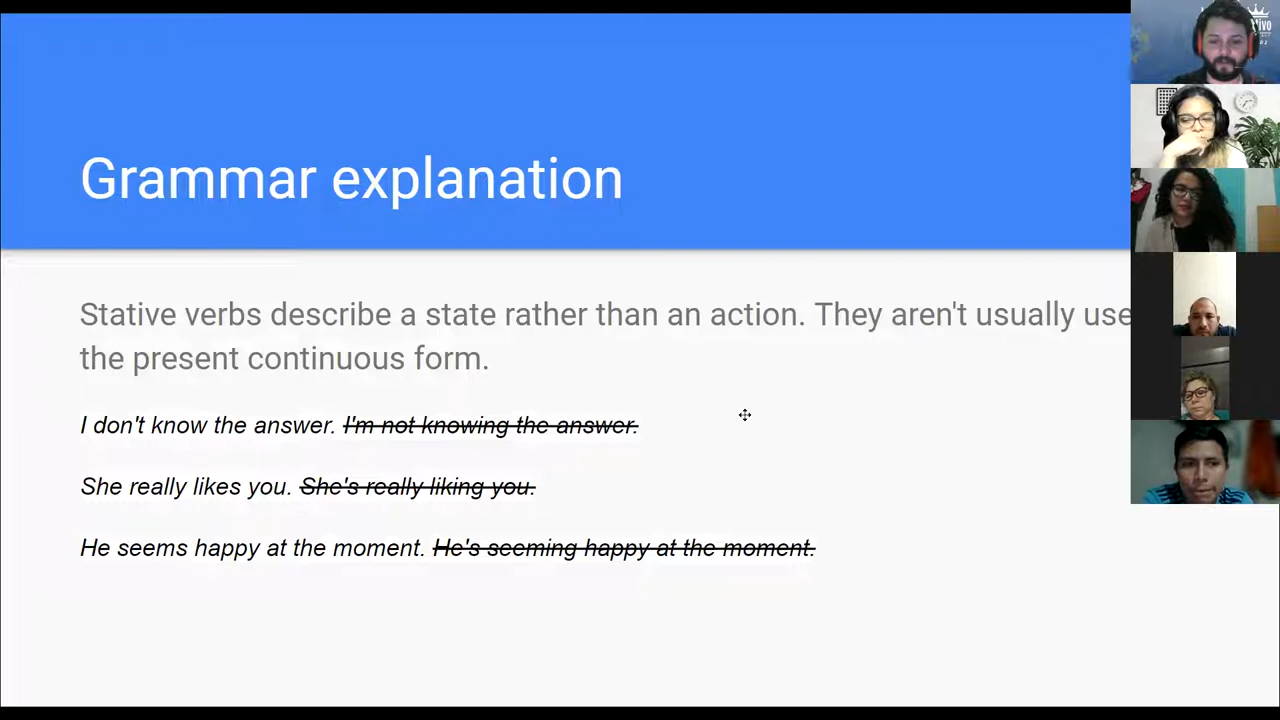 Grammar explanation
Stative verbs describe a state rather than an action. They aren't usually use
the present continuous form.
I don't know the answer. I'm not knowing the answer.
She really likes you. She's really liking you.
He seems happy at the moment. He's seeming happy at the moment.